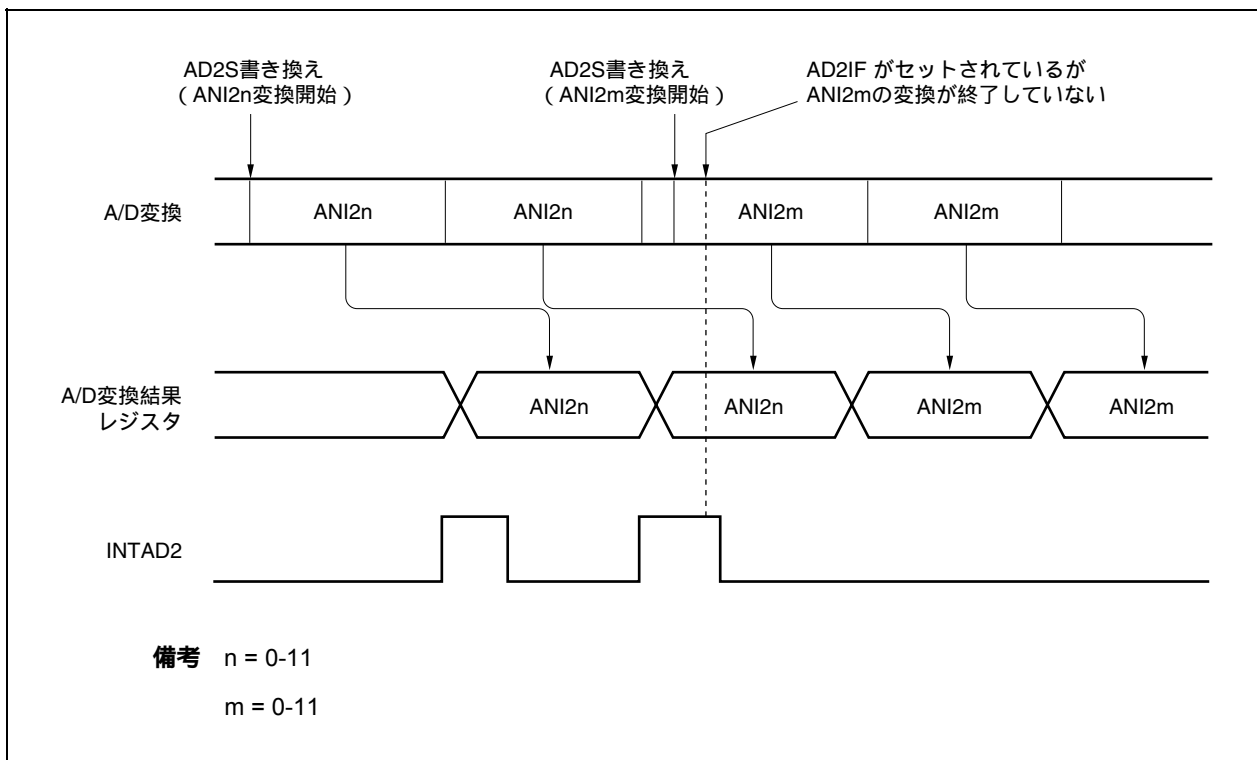 AD2S書き換え
（ANI2n変換開始）
AD2S書き換え
（ANI2m変換開始）
AD2IF がセットされているが
ANI2mの変換が終了していない
A/D変換
ANI2n
ANI2n
ANI2m
ANI2m
A/D変換結果
レジスタ
ANI2n
ANI2n
ANI2m
ANI2m
INTAD2
備考 n = 0-11
m = 0-11